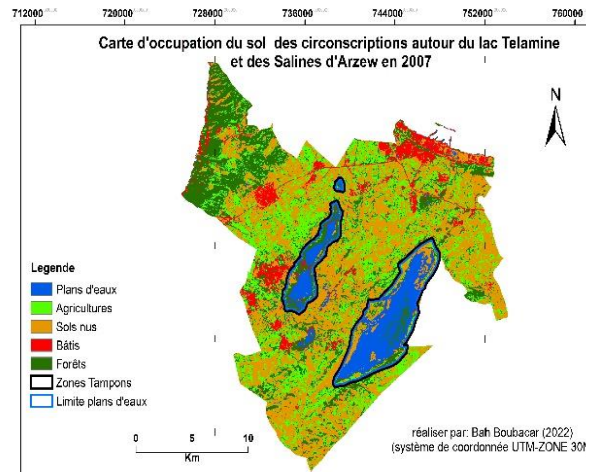 712000 720000 728000 736000 744000 752000 760000
Carte d'occupation du sol des circonscriptions autour du lac Telamine
et des Salines d'Arzew en 2007
N
Legende
Plans d'eaux
Agricultures
Sols nus
Bâtis
Forêts
Zones Tampons
Limite plans d'eaux
0 5 10
Km
réaliser par: Bah Boubacar (2022)
(système de coordonnée UTM-ZONE 30N